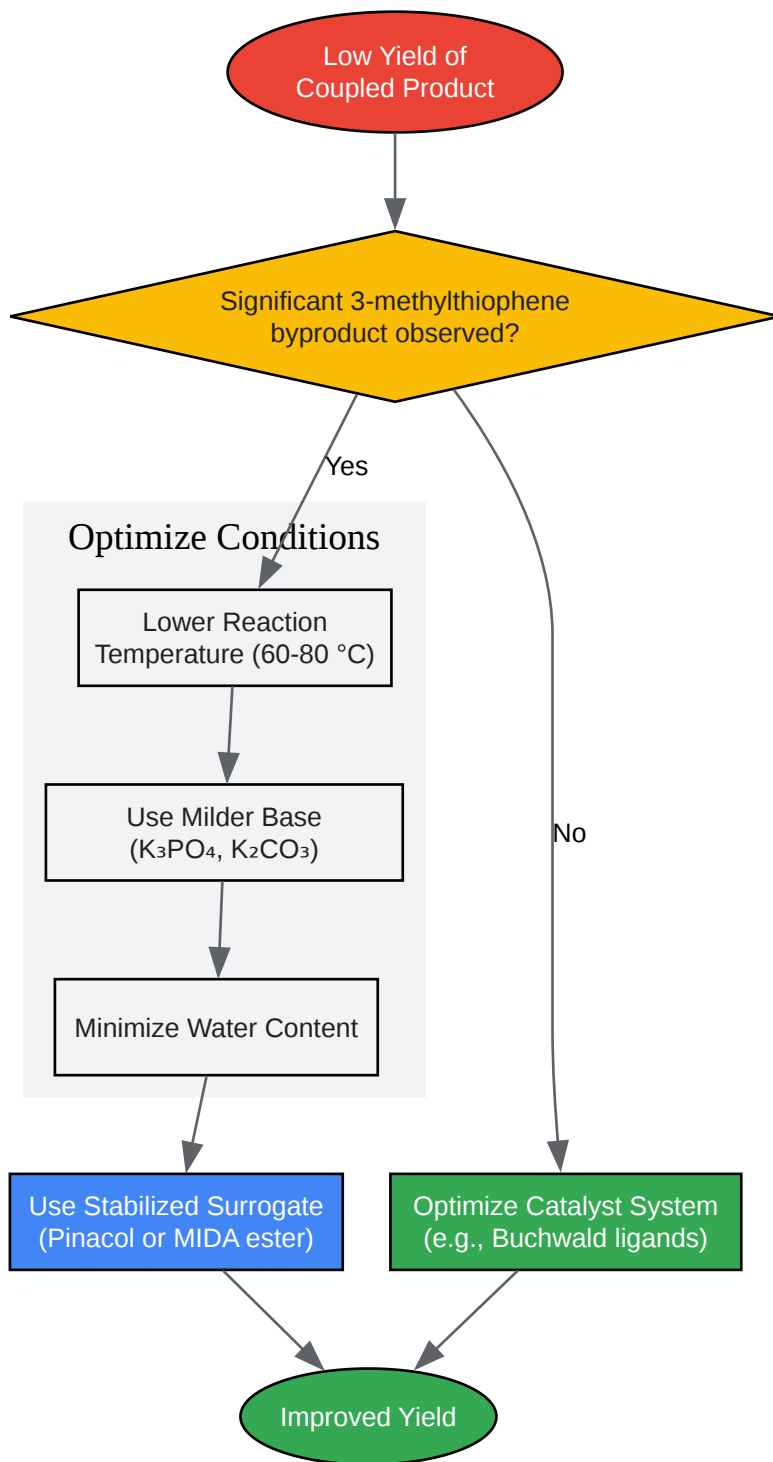 Low Yield of
Coupled Product
Significant 3-methylthiophene
byproduct observed?
Yes
Optimize Conditions
Lower Reaction
Temperature (60-80 °C)
Use Milder Base
(K₃PO₄, K₂CO₃)
No
Minimize Water Content
Use Stabilized Surrogate
(Pinacol or MIDA ester)
Optimize Catalyst System
(e.g., Buchwald ligands)
Improved Yield